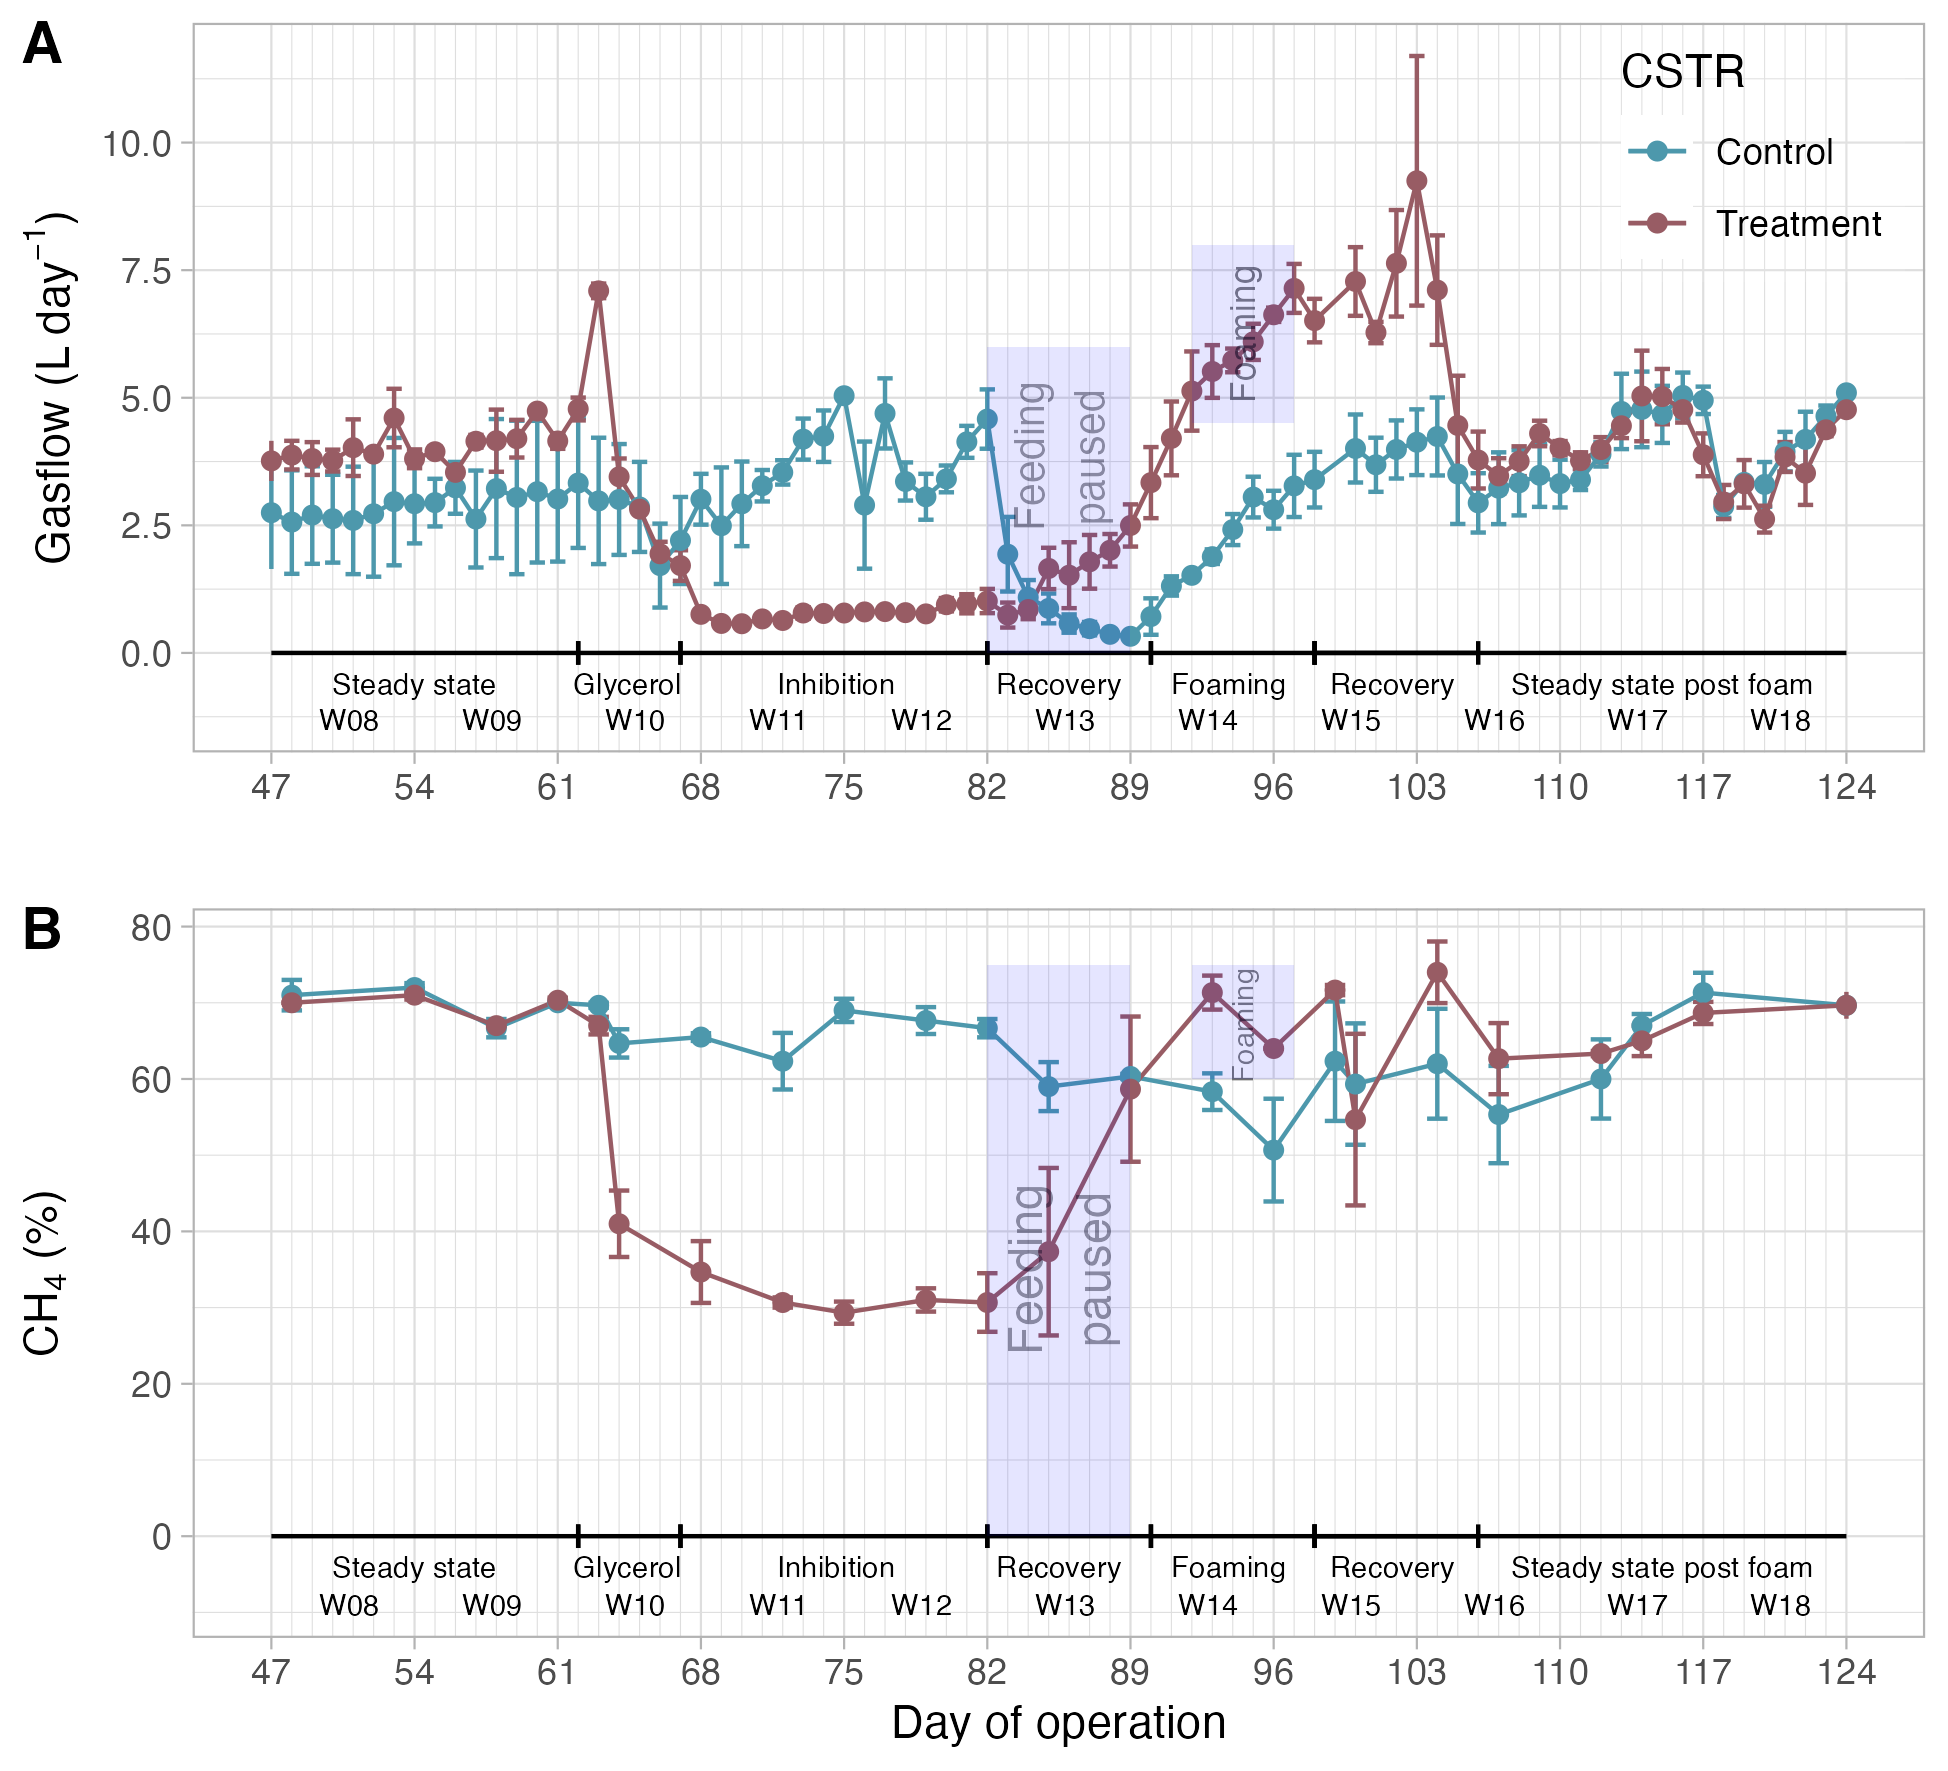 A
CSTR
Control
Treatment
Gasflow (L day⁻¹)
10.0
7.5
5.0
2.5
0.0
Feeding
paused
Foaming
Steady state Glycerol Inhibition Recovery Foaming Recovery Steady state post foam
W08 W09 W10 W11 W12 W13 W14 W15 W16 W17 W18
47 54 61 68 75 82 89 96 103 110 117 124
B
CH₄ (%)
80
60
40
20
0
Feeding
paused
Foaming
Steady state Glycerol Inhibition Recovery Foaming Recovery Steady state post foam
W08 W09 W10 W11 W12 W13 W14 W15 W16 W17 W18
47 54 61 68 75 82 89 96 103 110 117 124
Day of operation